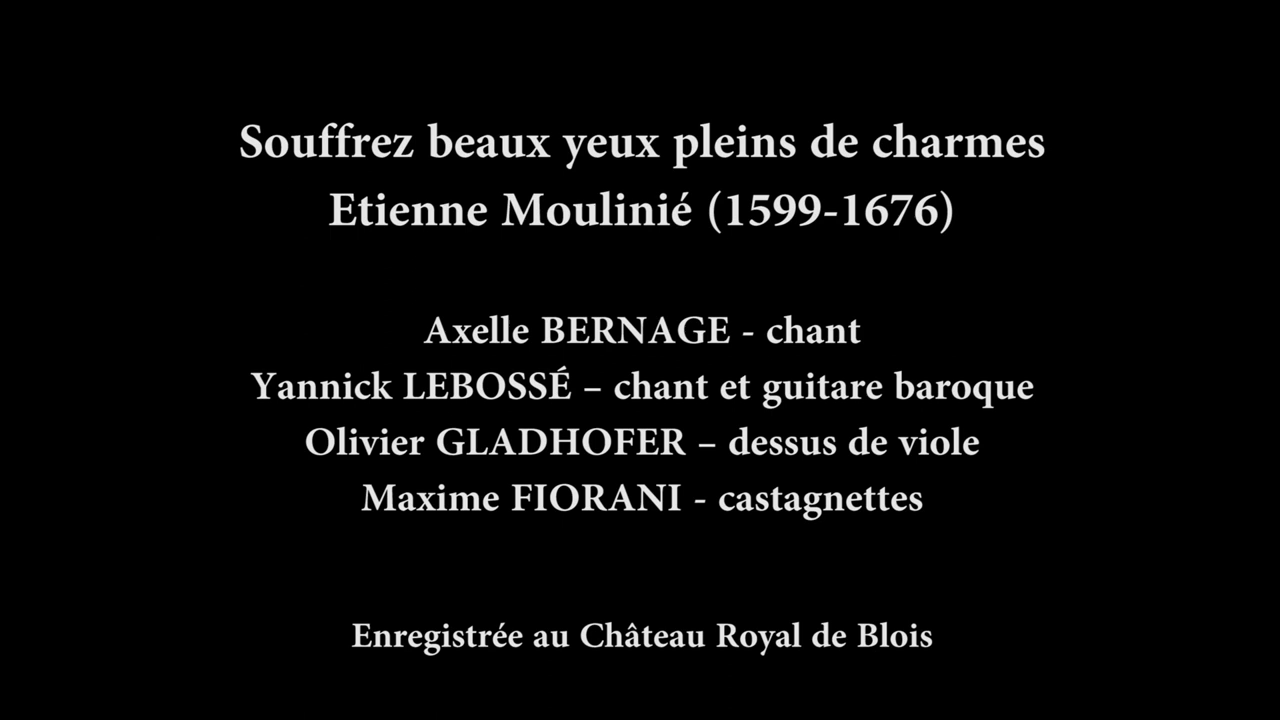 Souffrez beaux yeux pleins de charmes
Etienne Moulinié (1599-1676)
Axelle BERNAGE - chant
Yannick LEBOSSÉ – chant et guitare baroque
Olivier GLADHOFER – dessus de viole
Maxime FIORANI - castagnettes
Enregistrée au Château Royal de Blois